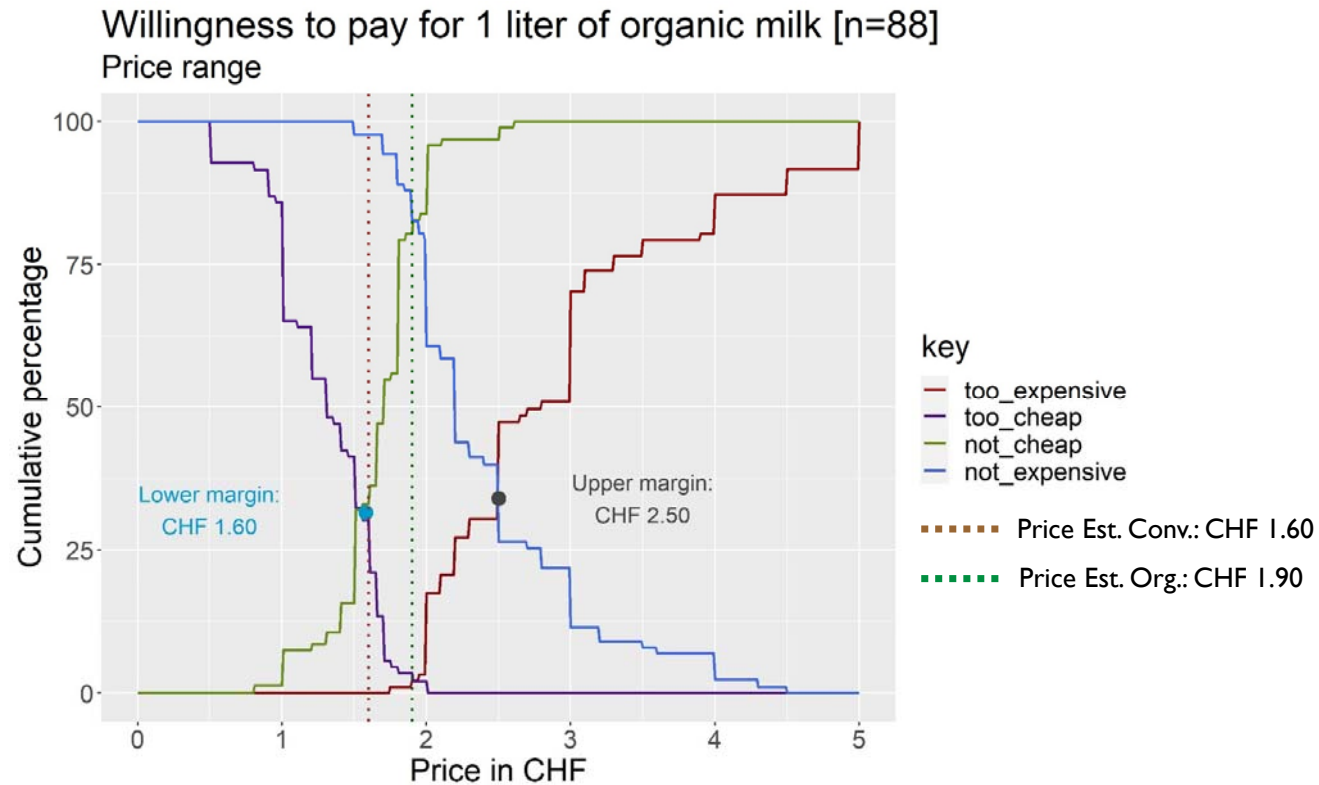 Willingness to pay for 1 liter of organic milk [n=88]
Price range
Cumulative percentage
100
75
50
25
0
Lower margin:
CHF 1.60
Upper margin:
CHF 2.50
0 1 2 3 4 5
Price in CHF
key
too_expensive
too_cheap
not_cheap
not_expensive
Price Est. Conv.: CHF 1.60
Price Est. Org.: CHF 1.90